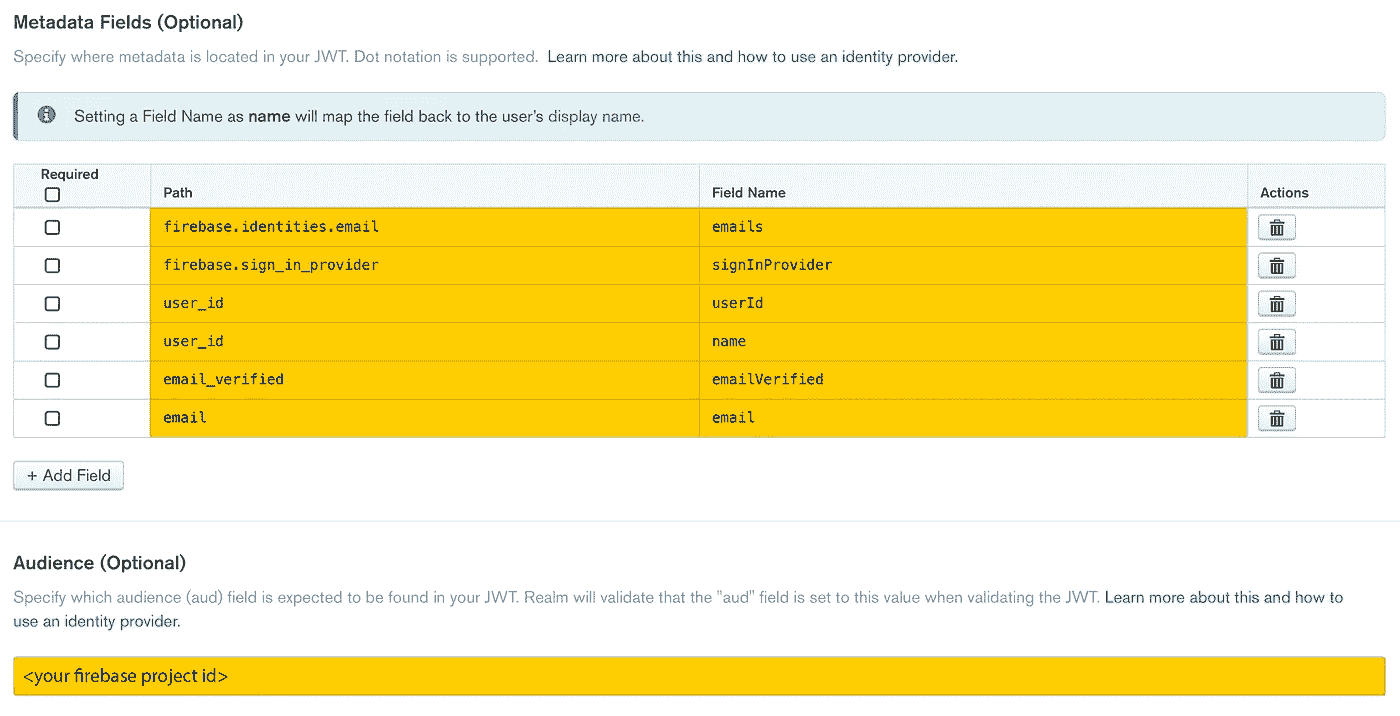 Metadata Fields (Optional)
Specify where metadata is located in your JWT. Dot notation is supported. Learn more about this and how to use an identity provider.
Setting a Field Name as name will map the field back to the user's display name.
Required
Path Field Name Actions
firebase.identities.email emails
firebase.sign_in_provider signInProvider
user_id userId
user_id name
email_verified emailVerified
email email
+ Add Field
Audience (Optional)
Specify which audience (aud) field is expected to be found in your JWT. Realm will validate that the "aud" field is set to this value when validating the JWT. Learn more about this and how to
use an identity provider.
<your firebase project id>